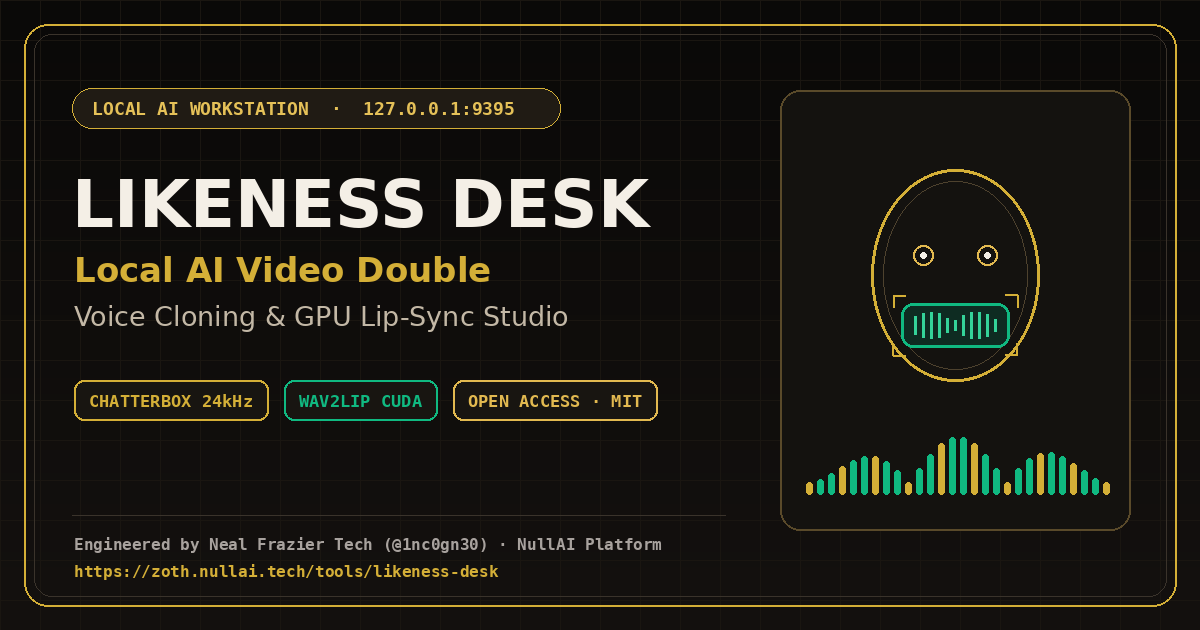 LOCAL AI WORKSTATION · 127.0.0.1:9395
LIKENESS DESK
Local AI Video Double
Voice Cloning & GPU Lip-Sync Studio
CHATTERBOX 24kHz
WAV2LIP CUDA
OPEN ACCESS · MIT
Engineered by Neal Frazier Tech (@1nc0gn30) · NullAI Platform
https://zoth.nullai.tech/tools/likeness-desk